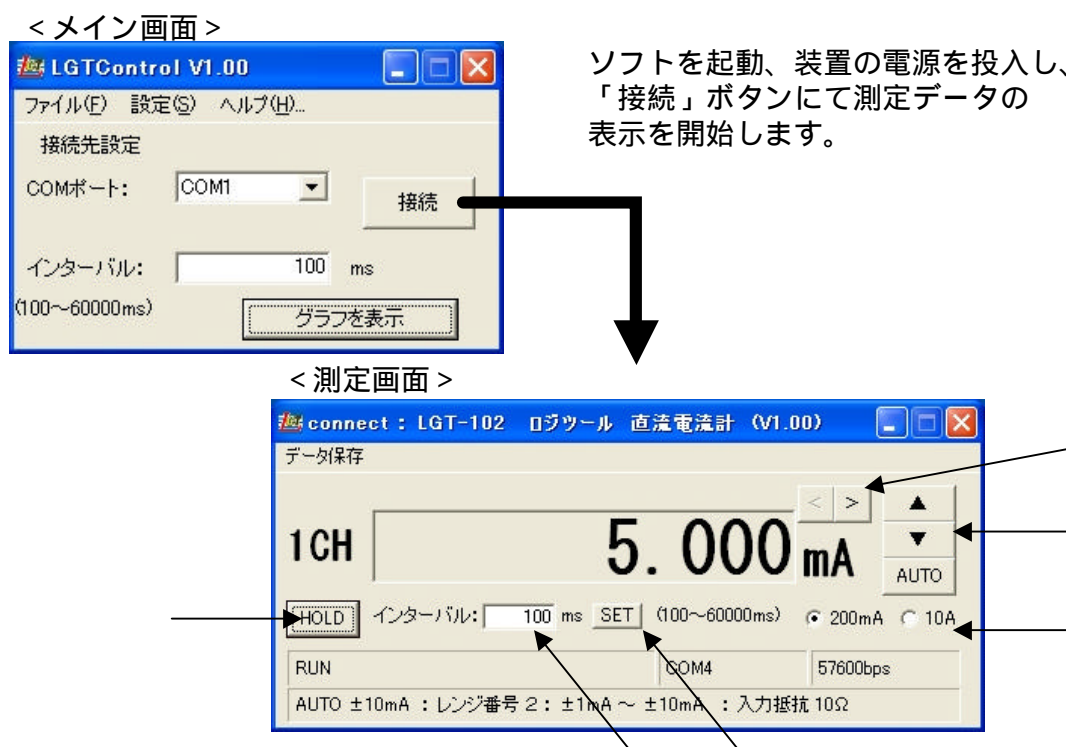 ＜メイン画面＞
LGTControl V1.00
ファイル(F) 設定(S) ヘルプ(H)...
接続先設定
COMポート: COM1
接続
インターバル: 100 ms
(100～60000ms)
グラフを表示
ソフトを起動、装置の電源を投入し、
「接続」ボタンにて測定データの
表示を開始します。
＜測定画面＞
connect : LGT-102 ロジツール 直流電流計 (V1.00)
データ保存
< >
▲
1CH 5.000 mA
▼
AUTO
HOLD インターバル: 100 ms SET (100～60000ms) 200mA 10A
RUN COM4 57600bps
AUTO ±10mA : レンジ番号 2 : ±1mA ～ ±10mA : 入力抵抗 10Ω